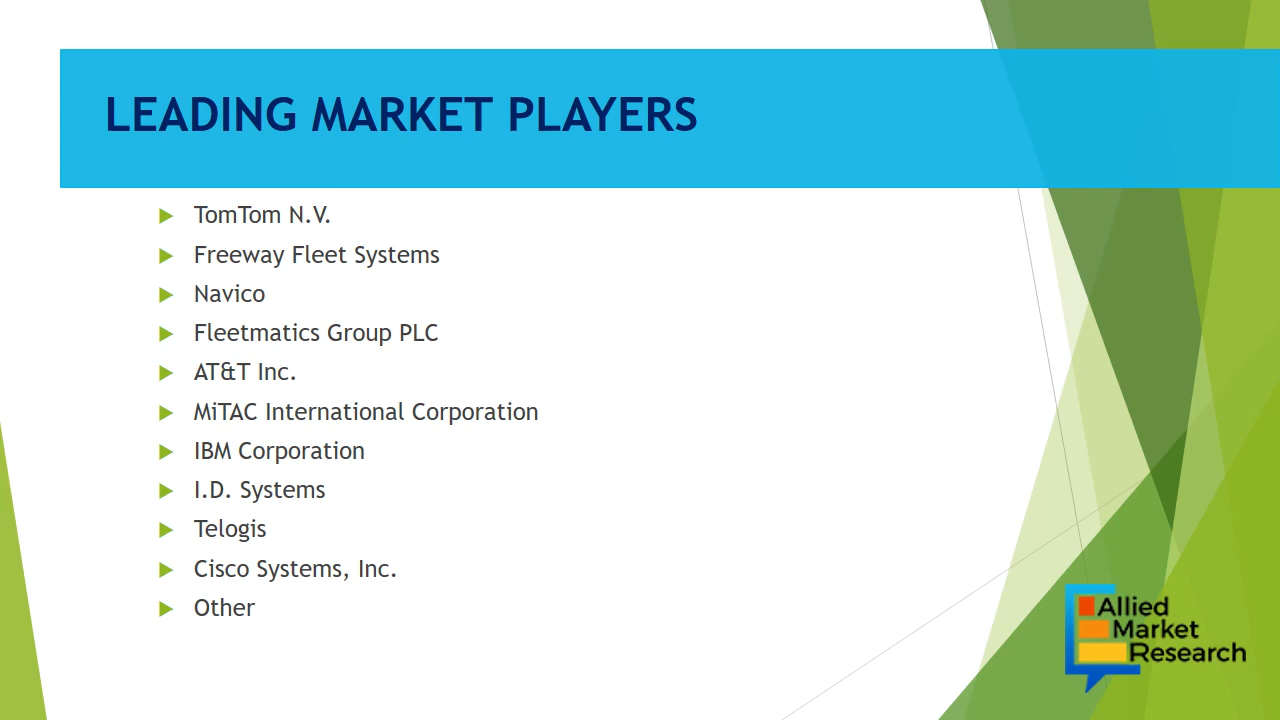 LEADING MARKET PLAYERS
TomTom N.V.
Freeway Fleet Systems
Navico
Fleetmatics Group PLC
AT&T Inc.
MiTAC International Corporation
IBM Corporation
I.D. Systems
Telogis
Cisco Systems, Inc.
Other
Allied
Market
Research